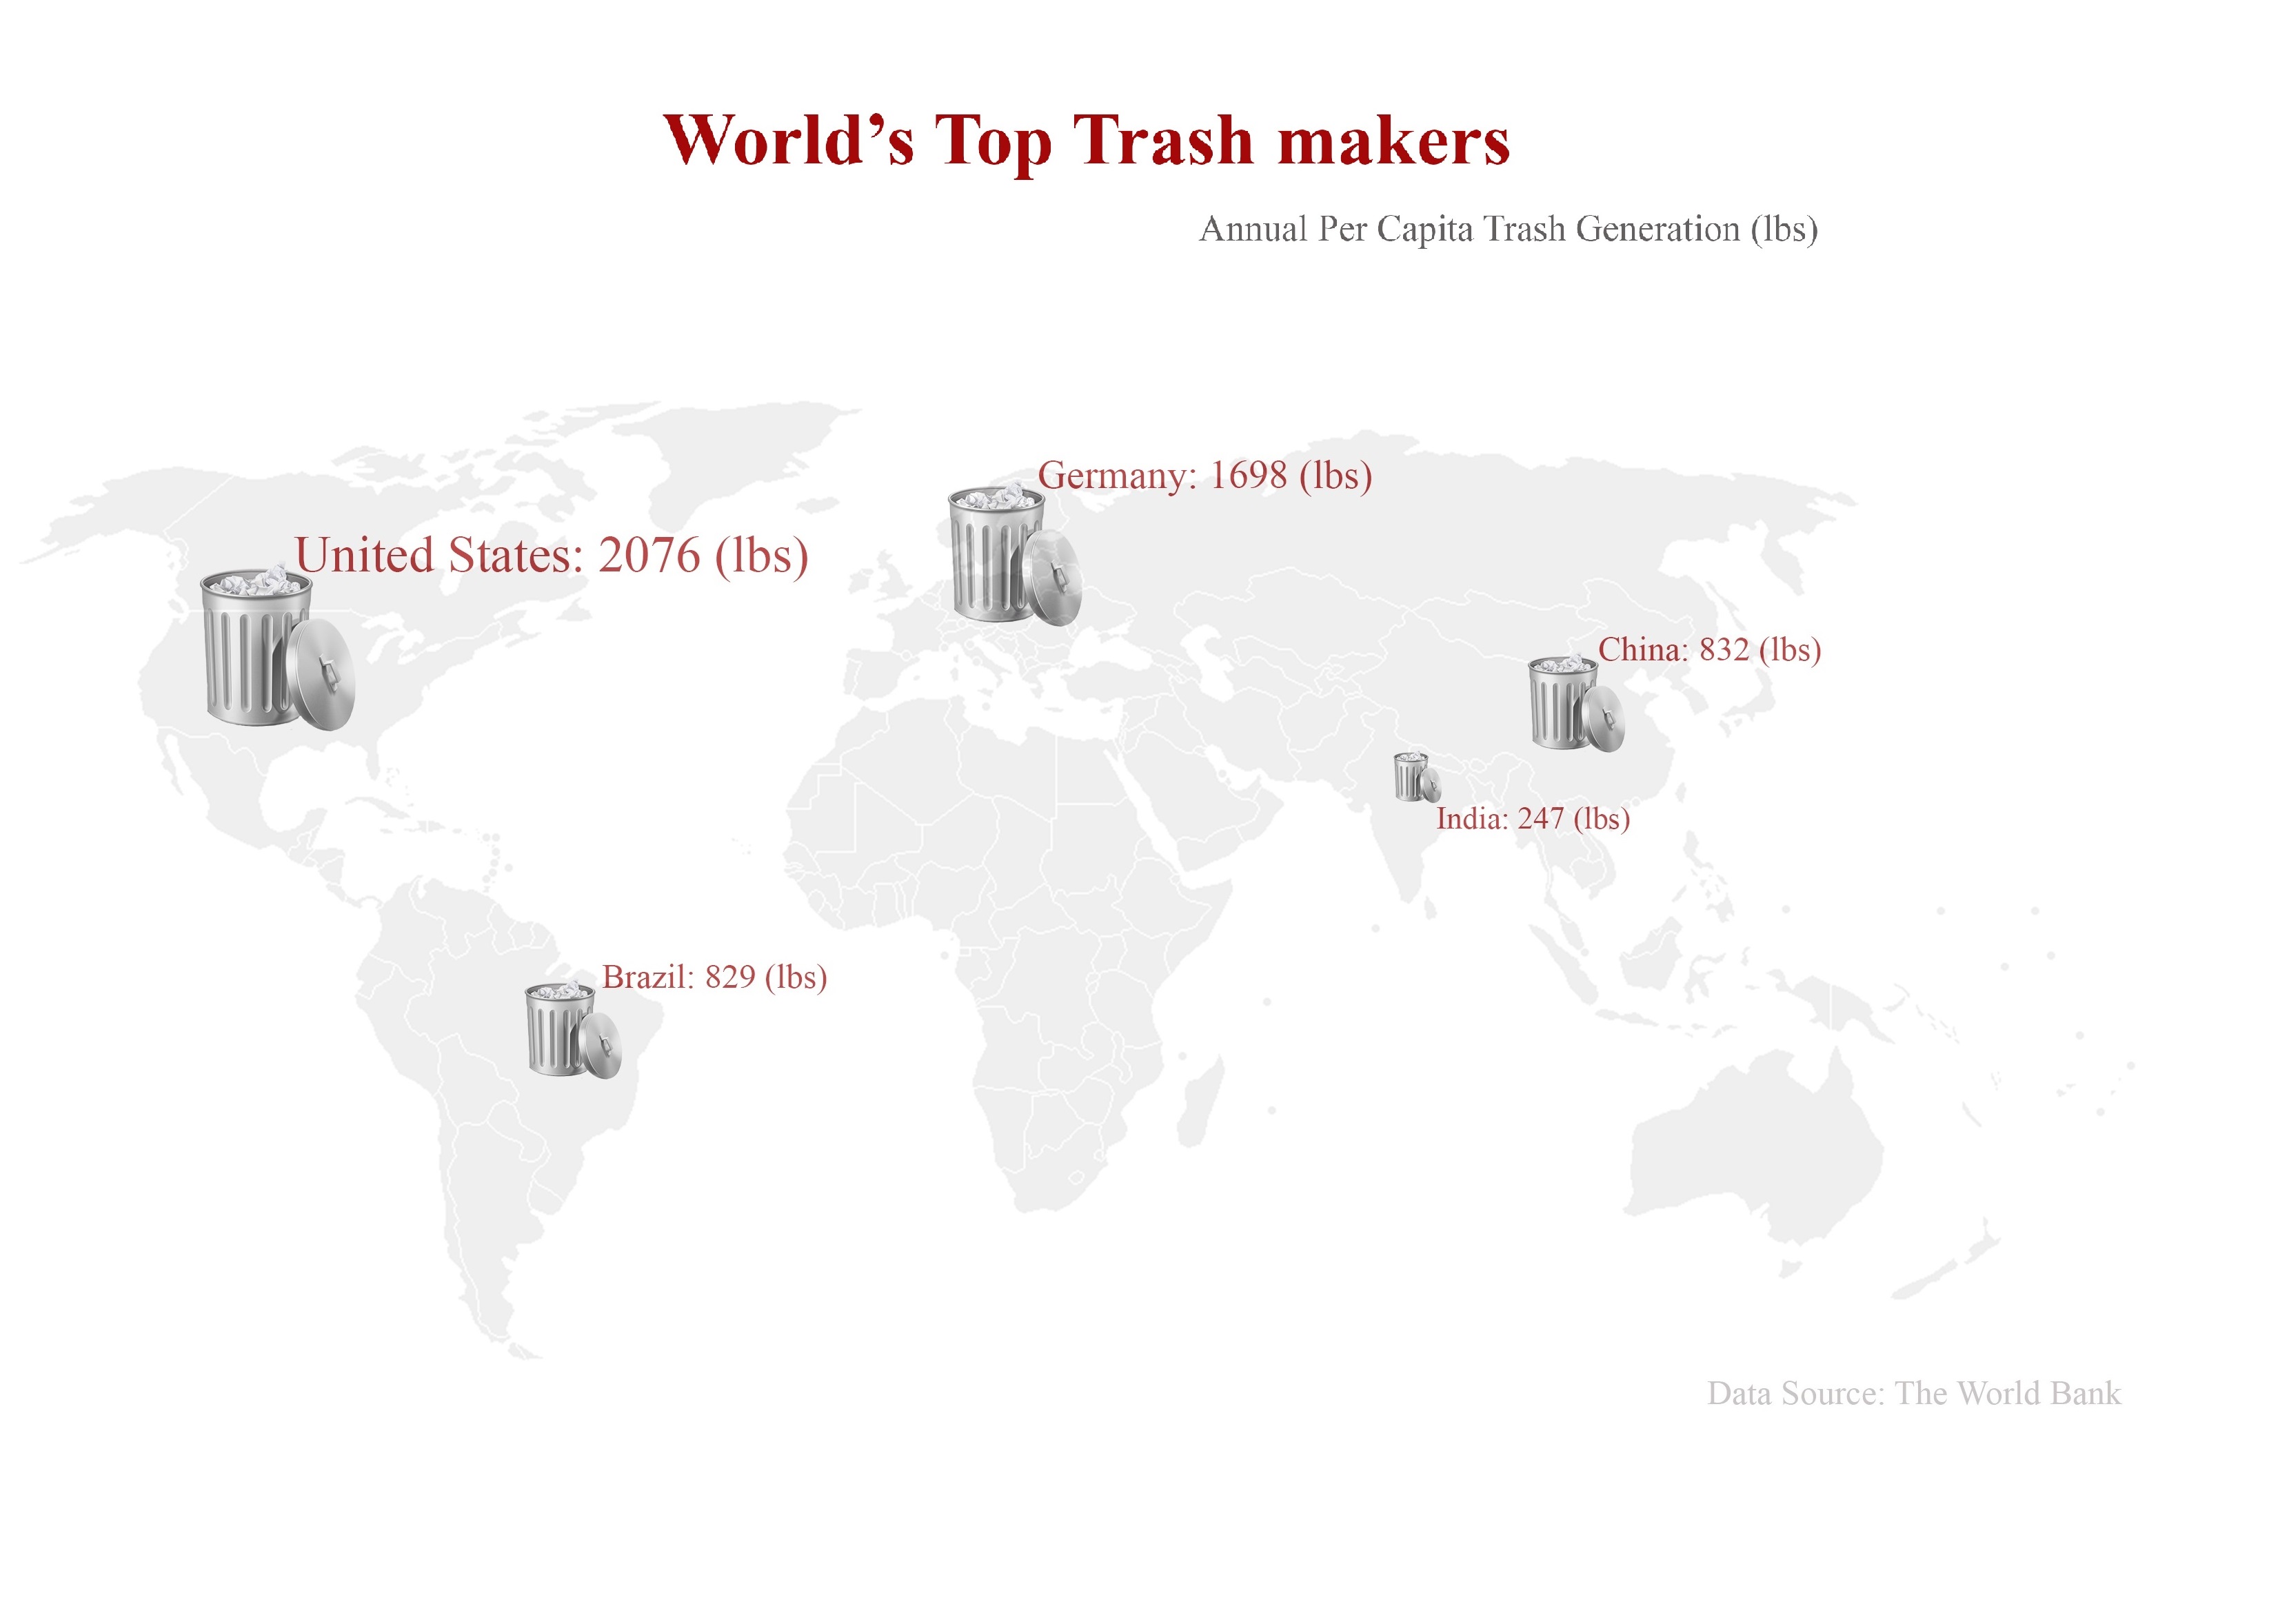 World’s Top Trash makers
Annual Per Capita Trash Generation (lbs)
Germany: 1698 (lbs)
United States: 2076 (lbs)
China: 832 (lbs)
India: 247 (lbs)
Brazil: 829 (lbs)
Data Source: The World Bank